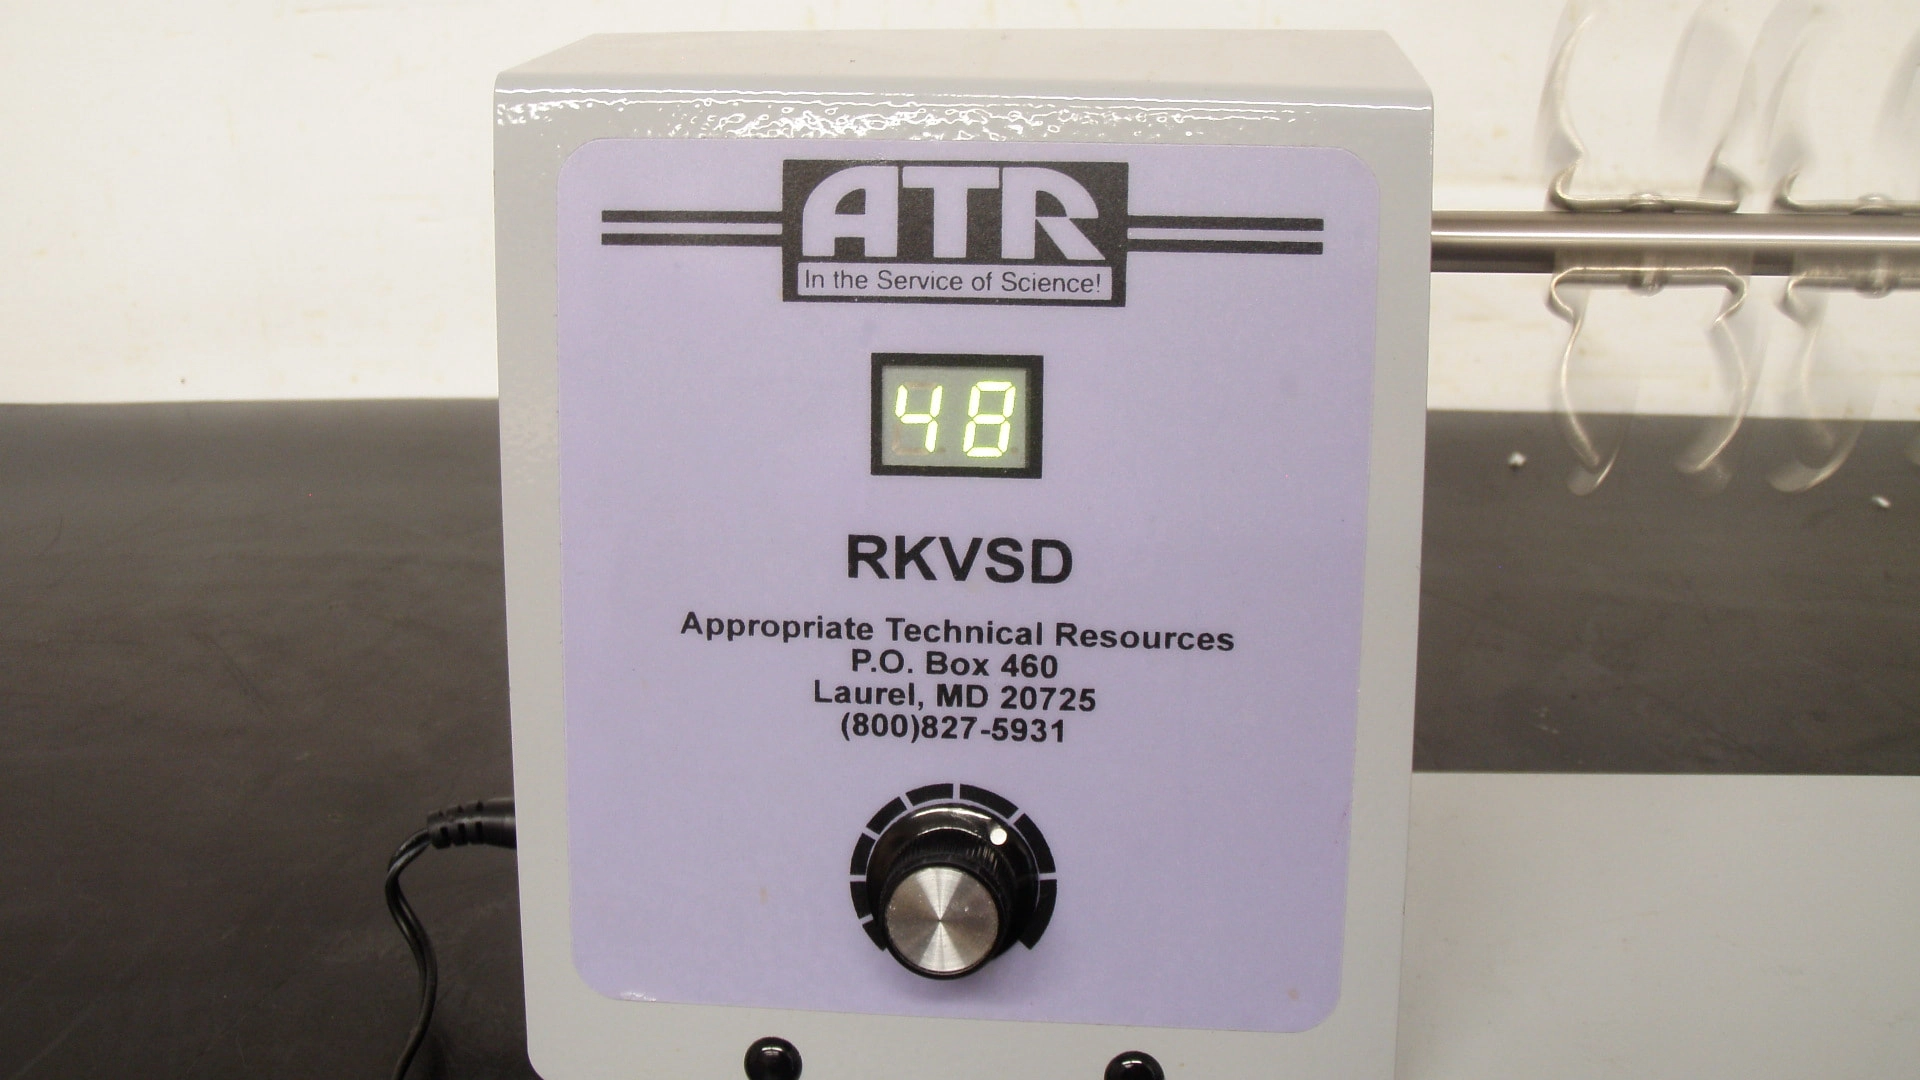 ATR
In the Service of Science!
48
RKVSD
Appropriate Technical Resources
P.O. Box 460
Laurel, MD 20725
(800)827-5931